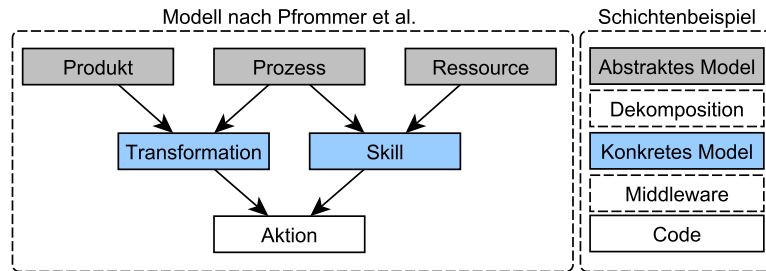 Modell nach Pfrommer et al.
Produkt
Prozess
Ressource
Transformation
Skill
Aktion
Schichtenbeispiel
Abstraktes Model
Dekomposition
Konkretes Model
Middleware
Code